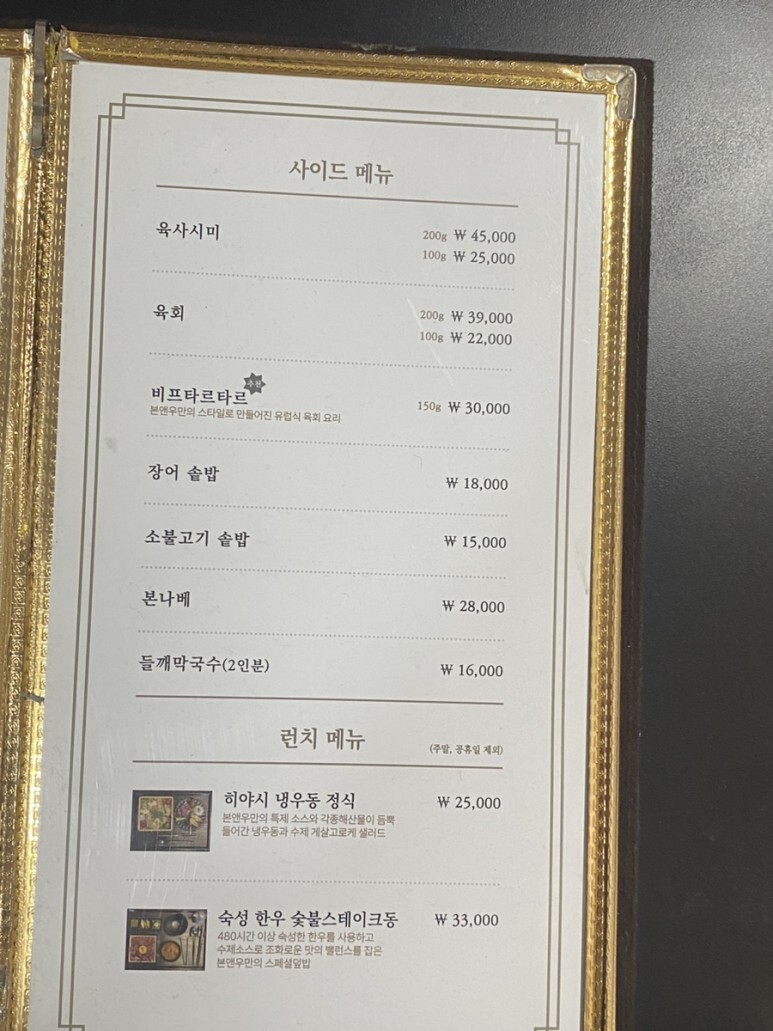 사이드 메뉴
육사시미
200g ₩ 45,000
100g ₩ 25,000
육회
200g ₩ 39,000
100g ₩ 22,000
추천
비프타르타르
150g ₩ 30,000
본앤우만의 스타일로 만들어진 유럽식 육회 요리
장어 솥밥
₩ 18,000
소불고기 솥밥
₩ 15,000
본나베
₩ 28,000
들깨막국수(2인분)
₩ 16,000
런치 메뉴
(주말, 공휴일 제외)
히야시 냉우동 정식
₩ 25,000
본앤우만의 특제 소스와 각종해산물이 듬뿍
들어간 냉우동과 수제 게살고로케 샐러드
숙성 한우 숯불스테이크동
₩ 33,000
480시간 이상 숙성한 한우를 사용하고
수제소스로 조화로운 맛의 밸런스를 잡은
본앤우만의 스페셜덮밥